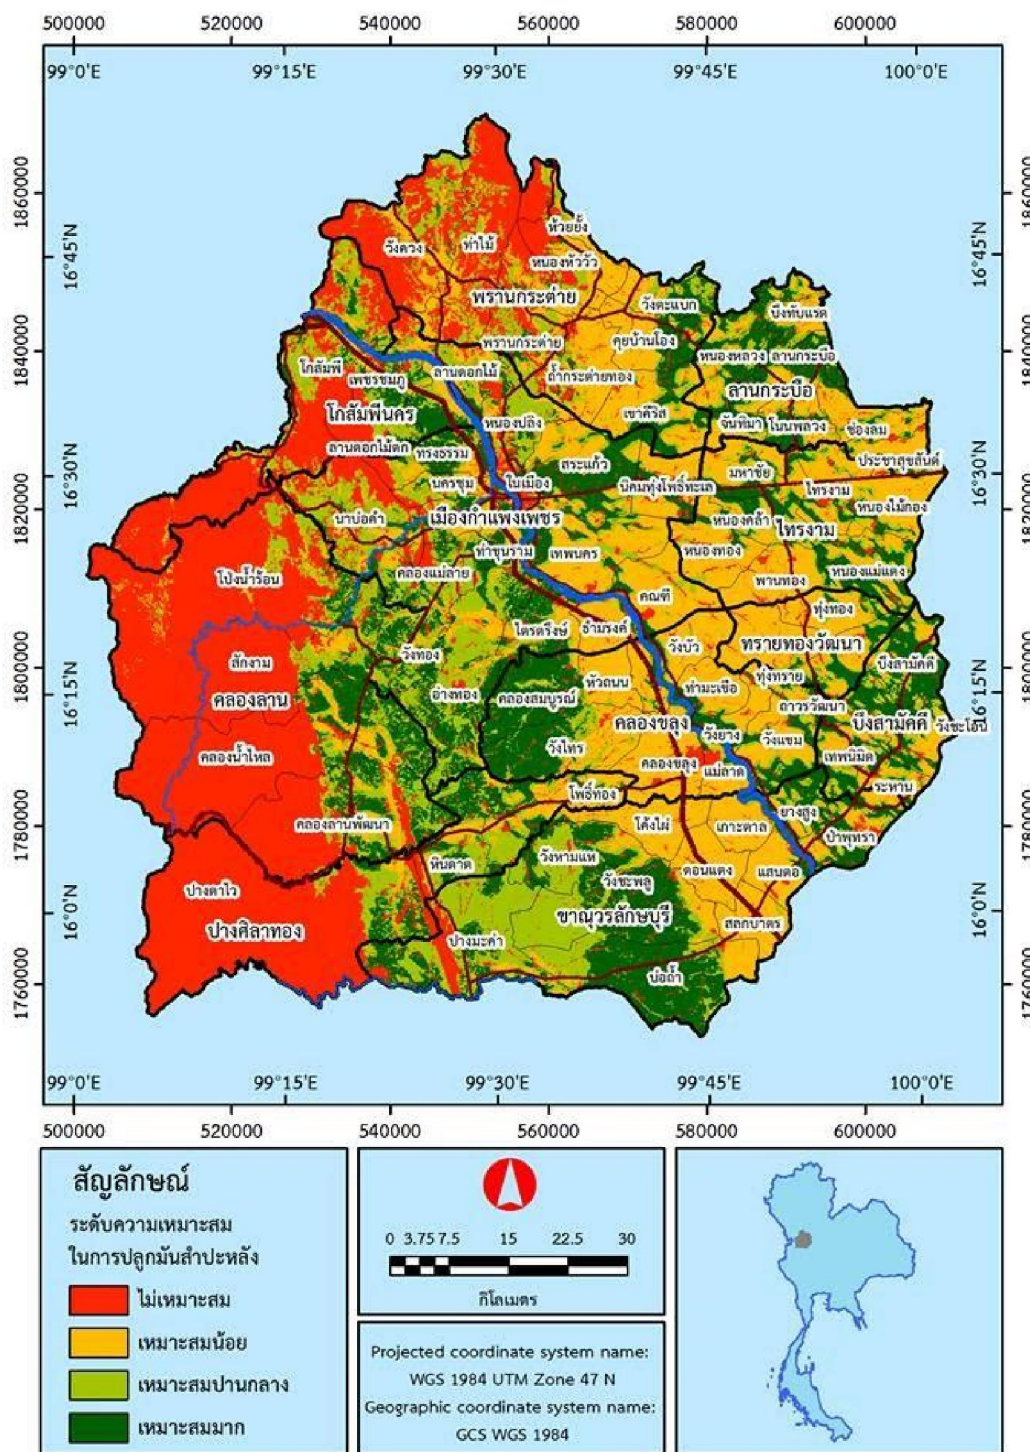 500000 520000 540000 560000 580000 600000
99°0'E 99°15'E 99°30'E 99°45'E 100°0'E
1860000 1860000
16°45'N 16°45'N
1840000 1840000
16°30'N 16°30'N
1820000 1820000
1800000 1800000
16°15'N 16°15'N
1780000 1780000
16°0'N 16°0'N
1760000 1760000
ห้วยยั้ง
วังควง ท่าไม้
หนองหัววัว
พรานกระต่าย
วังตะแบก บึงทับแรต
พรานกระต่าย คุยบ้านโอง
หนองหลวง ลานกระบือ
โกสัมพี ลานดอกไม้
เพชรชมภู ถ้ำกระต่ายทอง
ลานกระบือ
โกสัมพีนคร หนองปลิง เขาคีริส จันทิมา โนนพลวง ช่องลม
ลานดอกไม้ตก ทรงธรรม สระแก้ว
มหาชัย ประชาสุขสันต์
นครชุม ในเมือง นิคมทุ่งโพธิ์ทะเล ไทรงาม
หนองไม้กอง
นาบ่อคำ เมืองกำแพงเพชร หนองคล้า ไทรงาม
ท่าขุนราม เทพนคร หนองทอง
โป่งน้ำร้อน คลองแม่ลาย พานทอง หนองแม่แตง
คณฑี ทุ่งทอง
ไตรตรึงษ์ ธำมรงค์
สักงาม วังทอง วังบัว ทรายทองวัฒนา บึงสามัคคี
คลองลาน อ่างทอง คลองสมบูรณ์ หัวถนน ท่ามะเขือ ทุ่งทราย
ถาวรวัฒนา
คลองขลุง บึงสามัคคี วังชะโอน
คลองน้ำไหล วังไทร วังยาง วังแขม
คลองขลุง แม่ลาด เทพนิมิต
โพธิ์ทอง ระหาน
คลองลานพัฒนา โค้งไผ่ เกาะตาล ยางสูง
ป่าพุทรา
หินดาต วังหามแห
ดอนแตง แสนตอ
ปางตาไว วังชะพลู
ปางศิลาทอง ขาณุวรลักษบุรี สลกบาตร
ปางมะค่า
บ่อถ้ำ
99°0'E 99°15'E 99°30'E 99°45'E 100°0'E
500000 520000 540000 560000 580000 600000
สัญลักษณ์
ระดับความเหมาะสม
ในการปลูกมันสำปะหลัง
ไม่เหมาะสม
เหมาะสมน้อย
เหมาะสมปานกลาง
เหมาะสมมาก
0 3.75 7.5 15 22.5 30
กิโลเมตร
Projected coordinate system name:
WGS 1984 UTM Zone 47 N
Geographic coordinate system name:
GCS WGS 1984